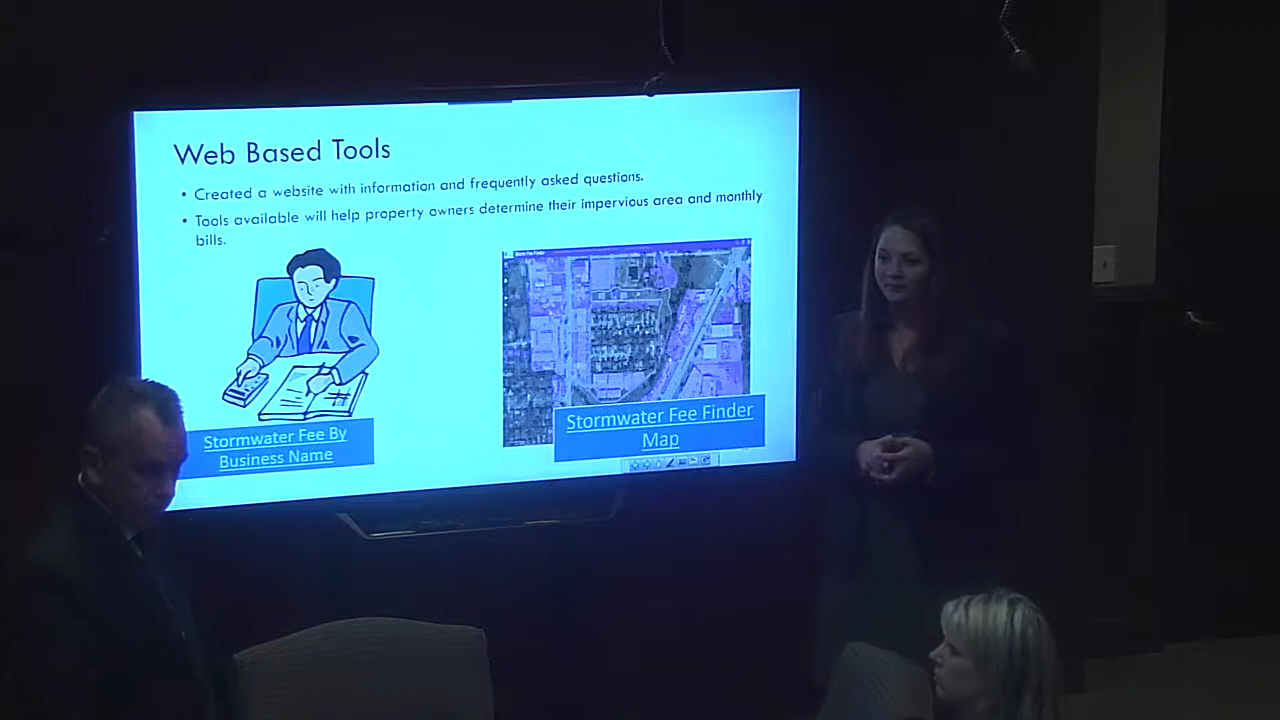 Web Based Tools
• Created a website with information and frequently asked questions.
• Tools available will help property owners determine their impervious area and monthly
bills.
Stormwater Fee By
Business Name
Stormwater Fee Finder
Map